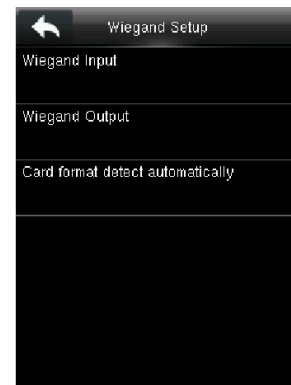 Wiegand Setup
Wiegand Input
Wiegand Output
Card format detect automatically